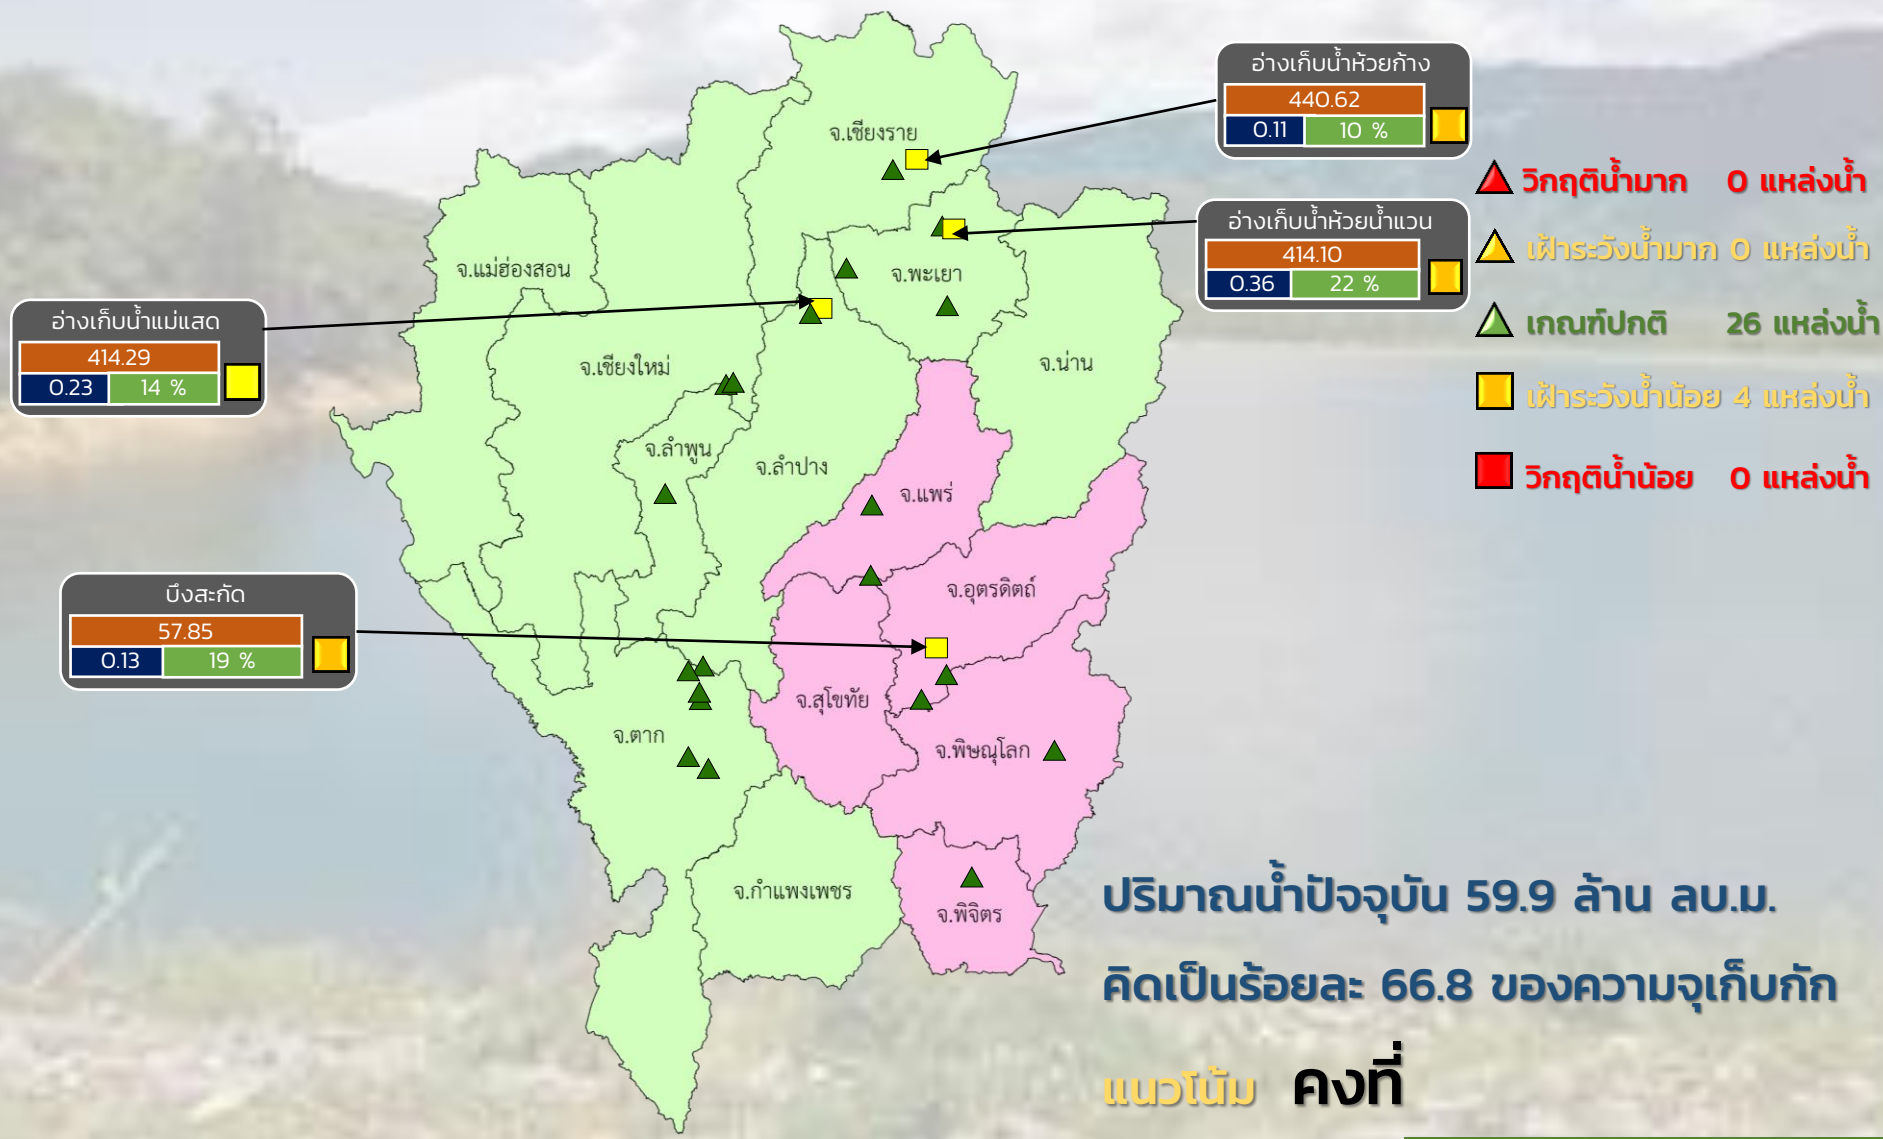 อ่างเก็บน้ำห้วยก้าง
440.62
0.11 10 %
จ.เชียงราย
วิกฤติน้ำมาก 0 แหล่งน้ำ
อ่างเก็บน้ำห้วยน้ำแวน
414.10
0.36 22 %
เฝ้าระวังน้ำมาก 0 แหล่งน้ำ
จ.แม่ฮ่องสอน
จ.พะเยา
อ่างเก็บน้ำแม่แสด
414.29
0.23 14 %
เกณฑ์ปกติ 26 แหล่งน้ำ
จ.เชียงใหม่
จ.น่าน
เฝ้าระวังน้ำน้อย 4 แหล่งน้ำ
จ.ลำพูน
จ.ลำปาง
วิกฤติน้ำน้อย 0 แหล่งน้ำ
จ.แพร่
บึงสะกัด
57.85
0.13 19 %
จ.อุตรดิตถ์
จ.สุโขทัย
จ.ตาก
จ.พิษณุโลก
จ.กำแพงเพชร
จ.พิจิตร
ปริมาณน้ำปัจจุบัน 59.9 ล้าน ลบ.ม.
คิดเป็นร้อยละ 66.8 ของความจุเก็บกัก
แนวโน้ม คงที่